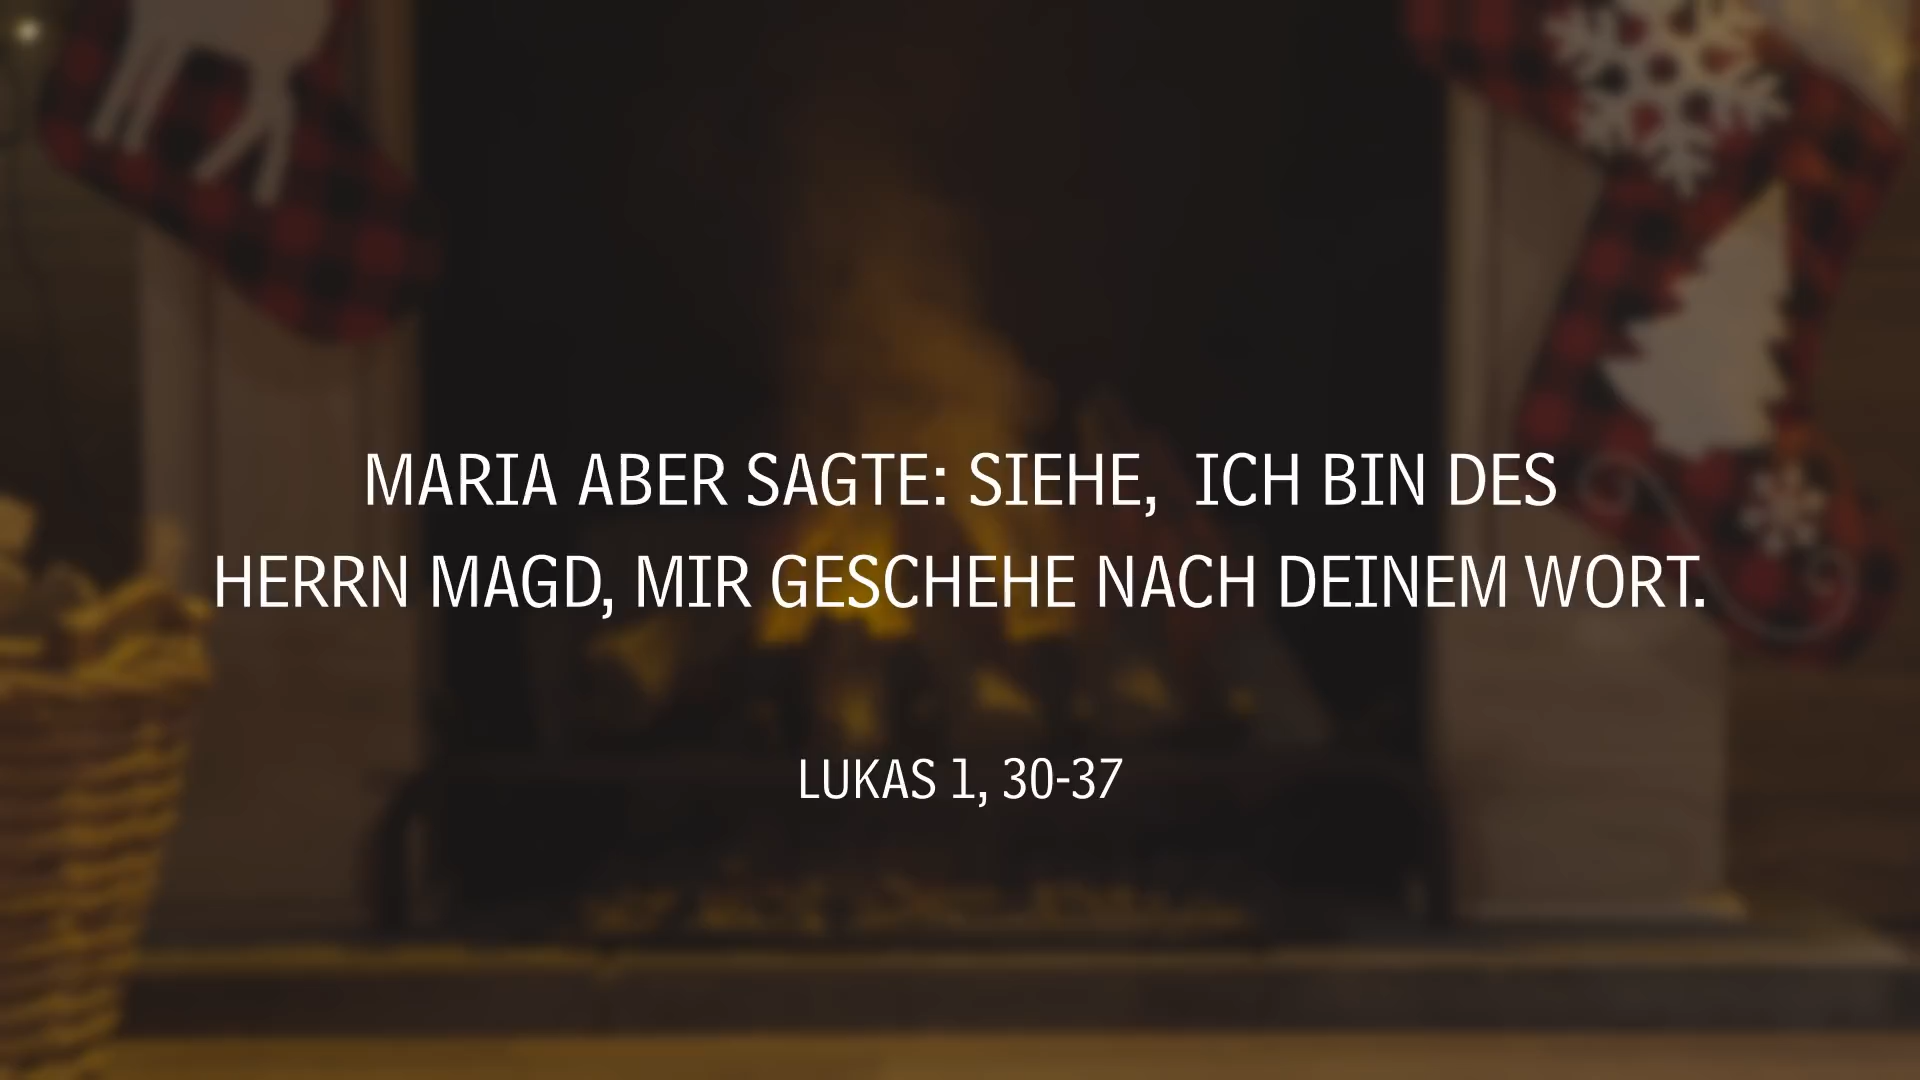 MARIA ABER SAGTE: SIEHE,  ICH BIN DES
HERRN MAGD, MIR GESCHEHE NACH DEINEM WORT.
LUKAS 1, 30-37